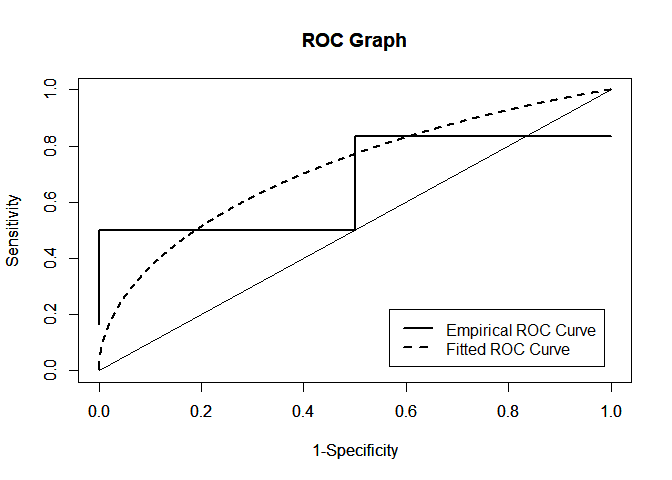 ROC Graph
Sensitivity
1.0
0.8
0.6
0.4
0.2
0.0
Empirical ROC Curve
Fitted ROC Curve
0.0 0.2 0.4 0.6 0.8 1.0
1-Specificity